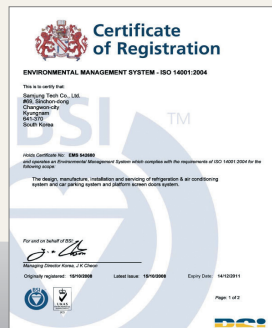 Certificate
of Registration
ENVIRONMENTAL MANAGEMENT SYSTEM - ISO 14001:2004
This is to certify that:
Samjung Tech Co., Ltd.
#69, Sinchon-dong
Changwon-city
Kyungnam
641-370
South Korea
Holds Certificate No: EMS 542680
and operates an Environmental Management System which complies with the requirements of ISO 14001:2004 for the
following scope:
The design, manufacture, installation and servicing of refrigeration & air conditioning
system and car parking system and platform screen doors system.
For and on behalf of BSI:
Managing Director Korea, J K Cheon
Originally registered: 15/10/2008 Latest Issue: 15/10/2008 Expiry Date: 14/12/2011
Page: 1 of 2
BSI
TM